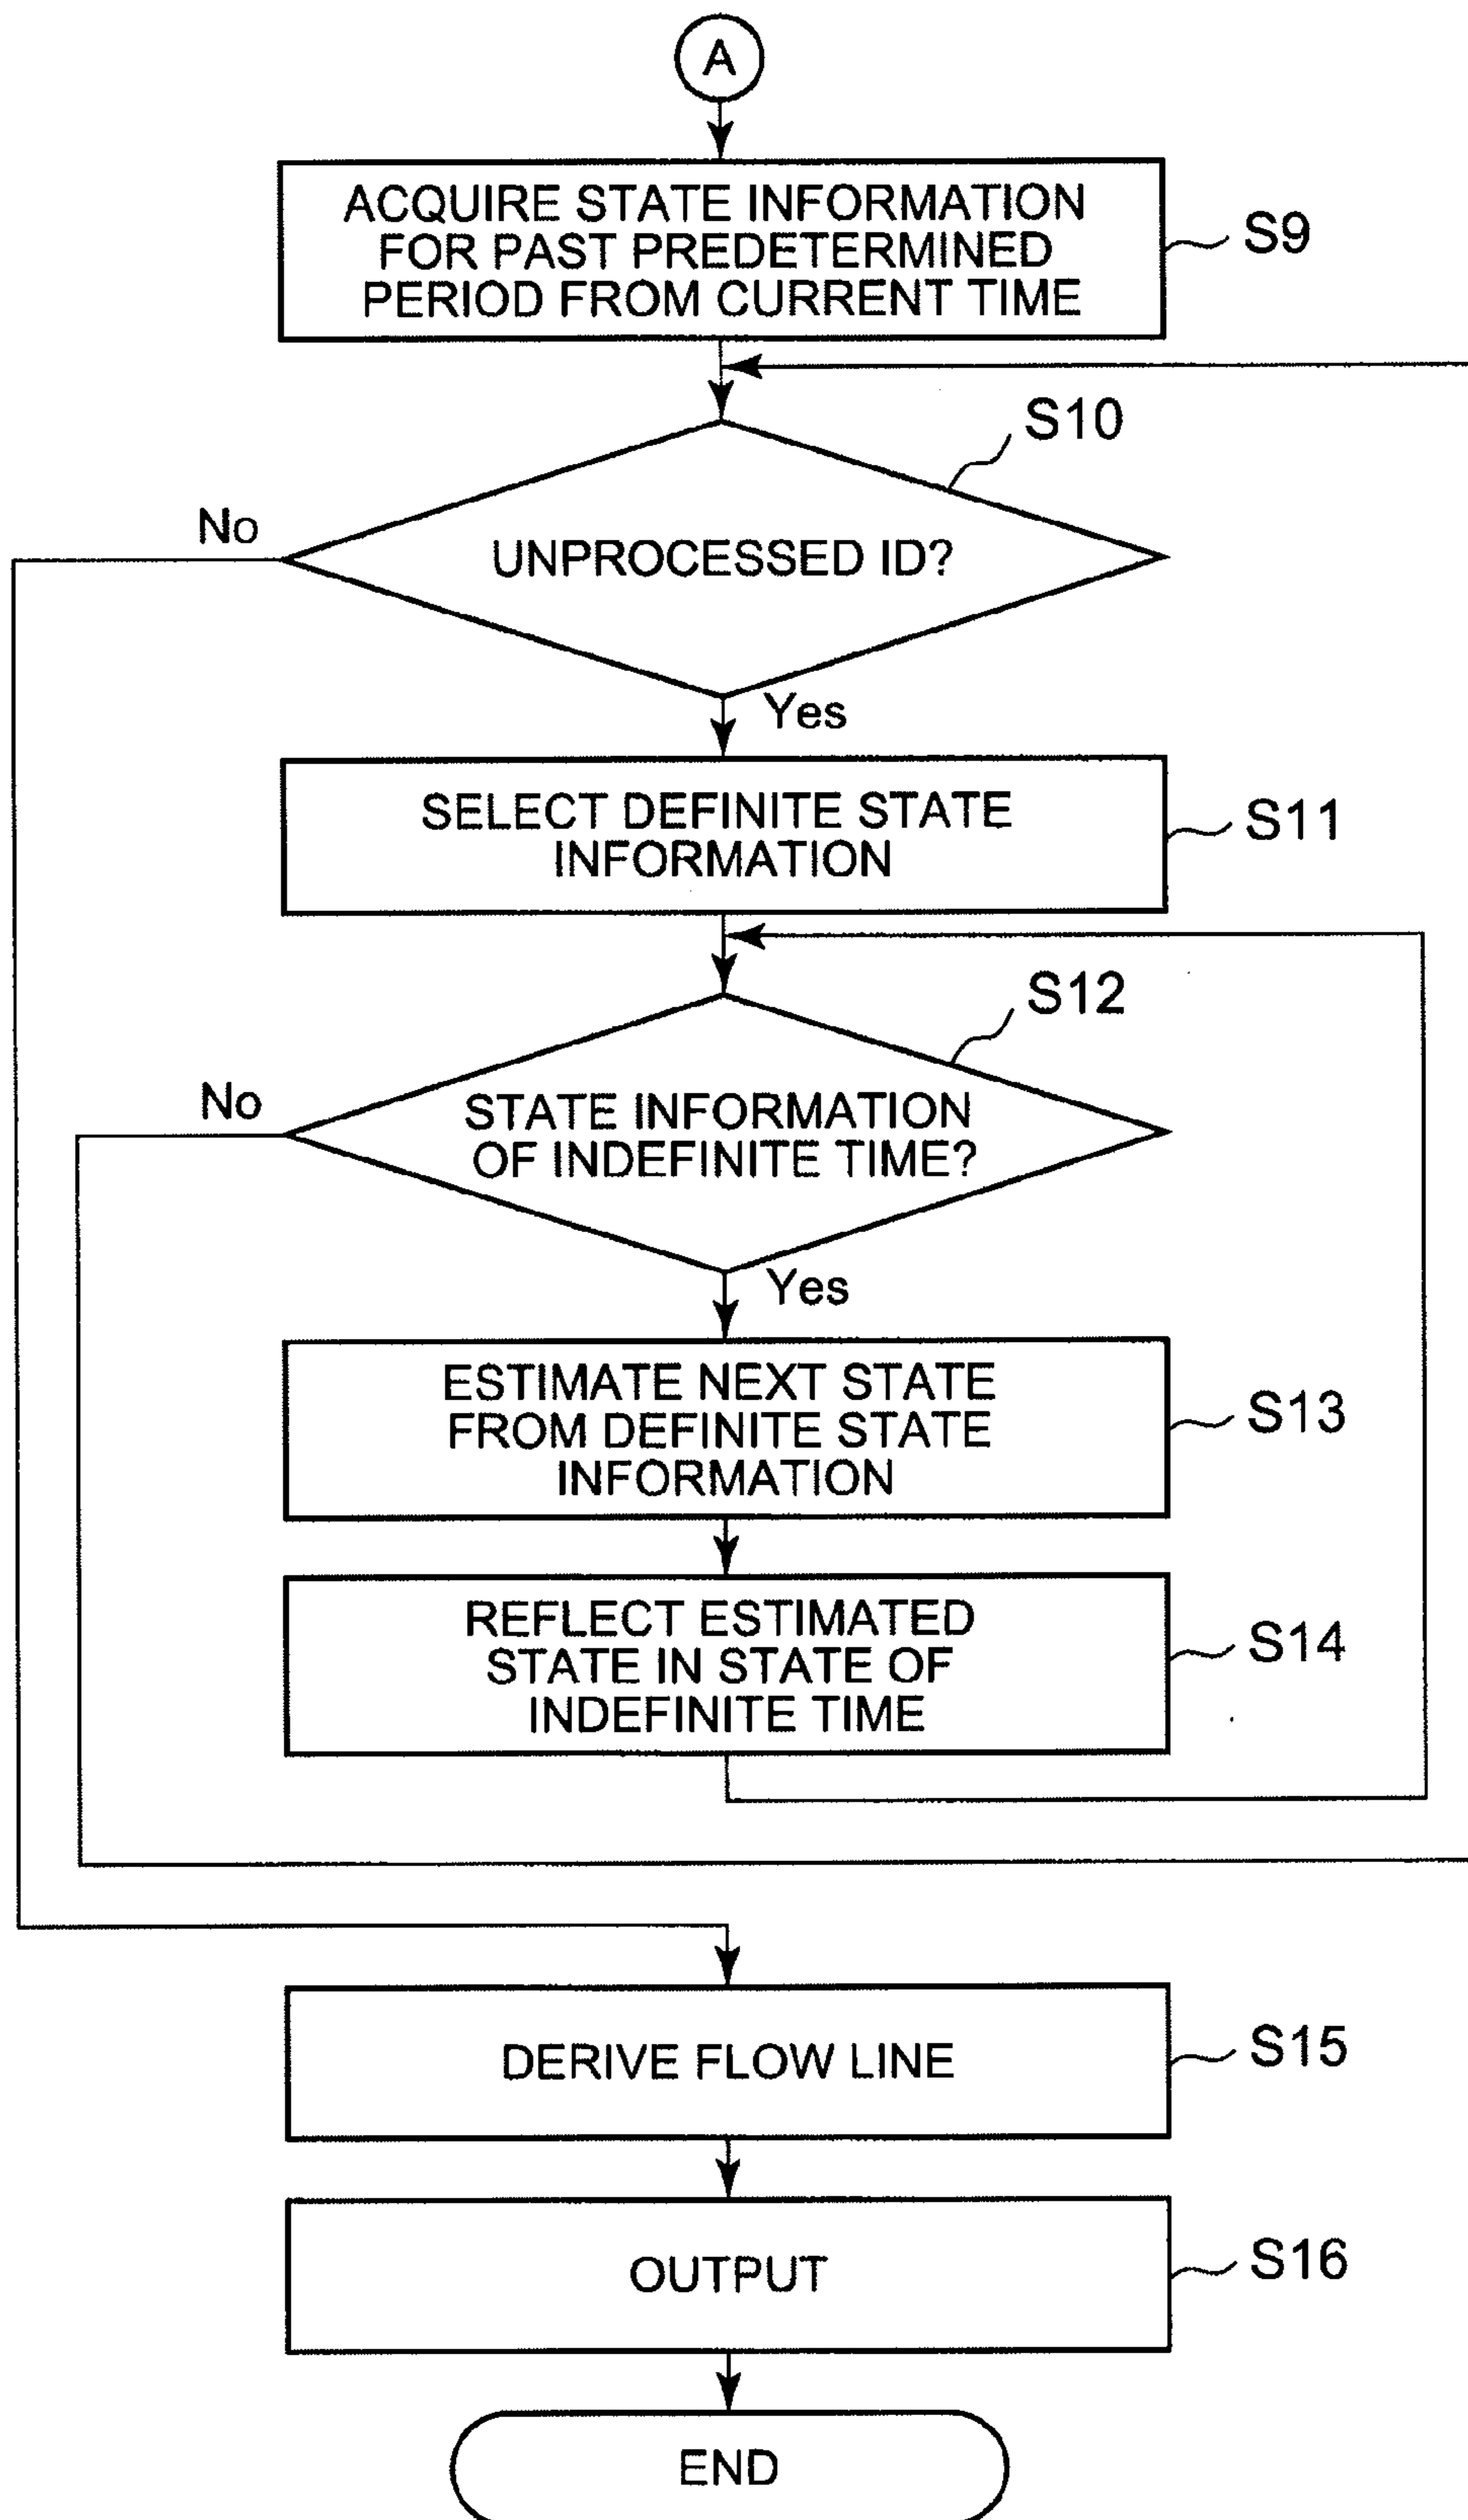 A
ACQUIRE STATE INFORMATION
FOR PAST PREDETERMINED
PERIOD FROM CURRENT TIME
S9
S10
No
UNPROCESSED ID?
Yes
SELECT DEFINITE STATE
INFORMATION
S11
S12
No
STATE INFORMATION
OF INDEFINITE TIME?
Yes
ESTIMATE NEXT STATE
FROM DEFINITE STATE
INFORMATION
S13
REFLECT ESTIMATED
STATE IN STATE OF
INDEFINITE TIME
S14
DERIVE FLOW LINE
S15
OUTPUT
S16
END